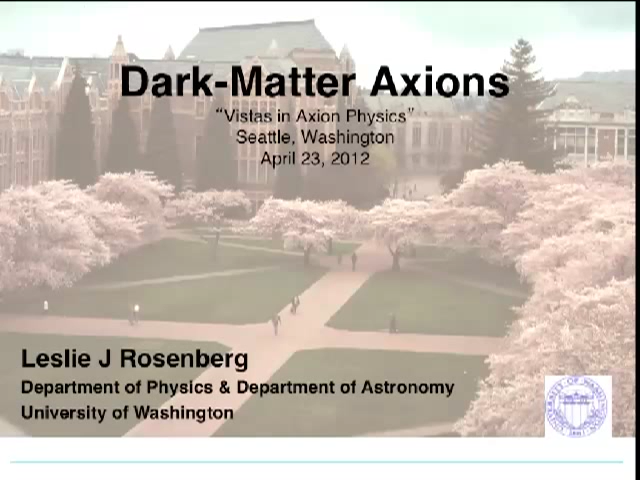 Dark-Matter Axions
“Vistas in Axion Physics”
Seattle, Washington
April 23, 2012
Leslie J Rosenberg
Department of Physics & Department of Astronomy
University of Washington